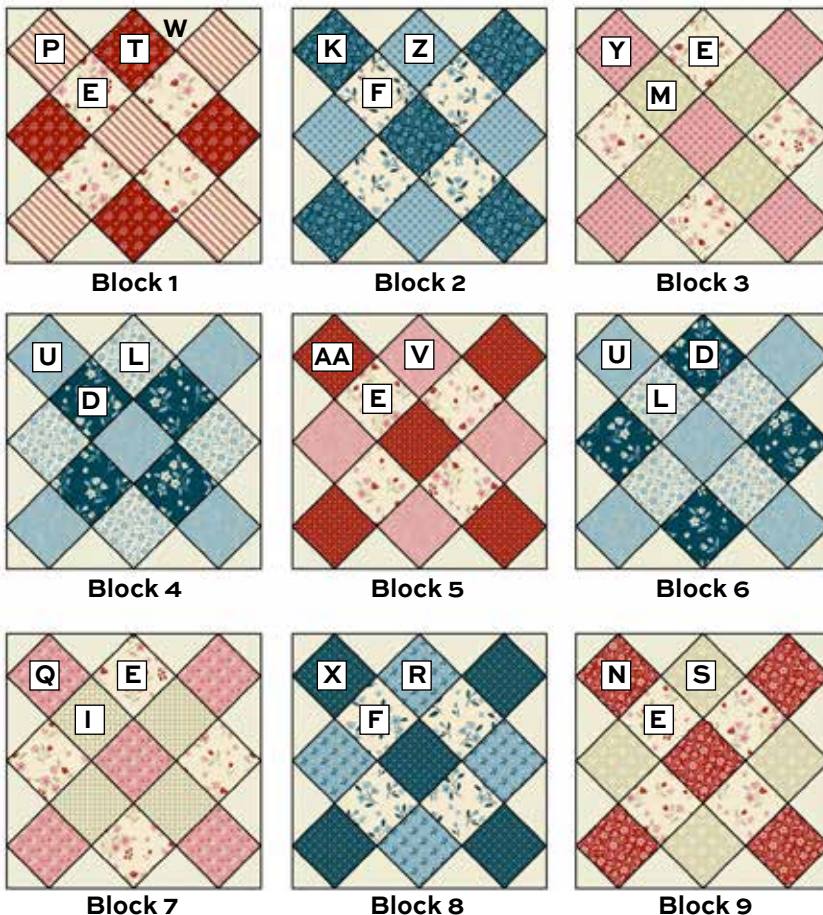 P T W
E
Block 1
K Z
F
Block 2
Y E
M
Block 3
U L
D
Block 4
AA V
E
Block 5
U D
L
Block 6
Q E
I
Block 7
X R
F
Block 8
N S
E
Block 9